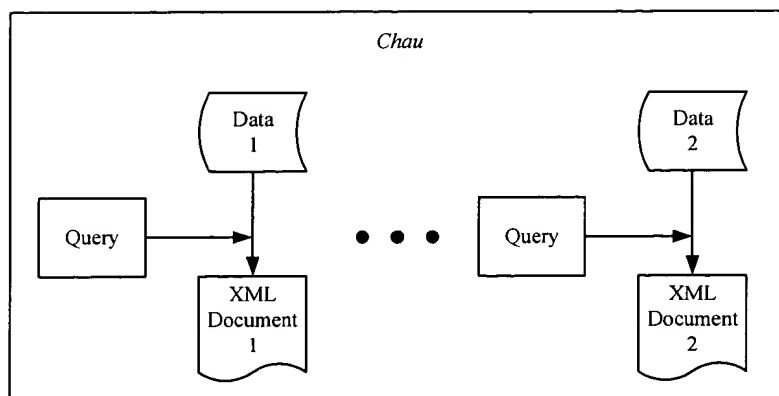 Chau
Data
1
Data
2
Query
Query
XML
Document
1
XML
Document
2